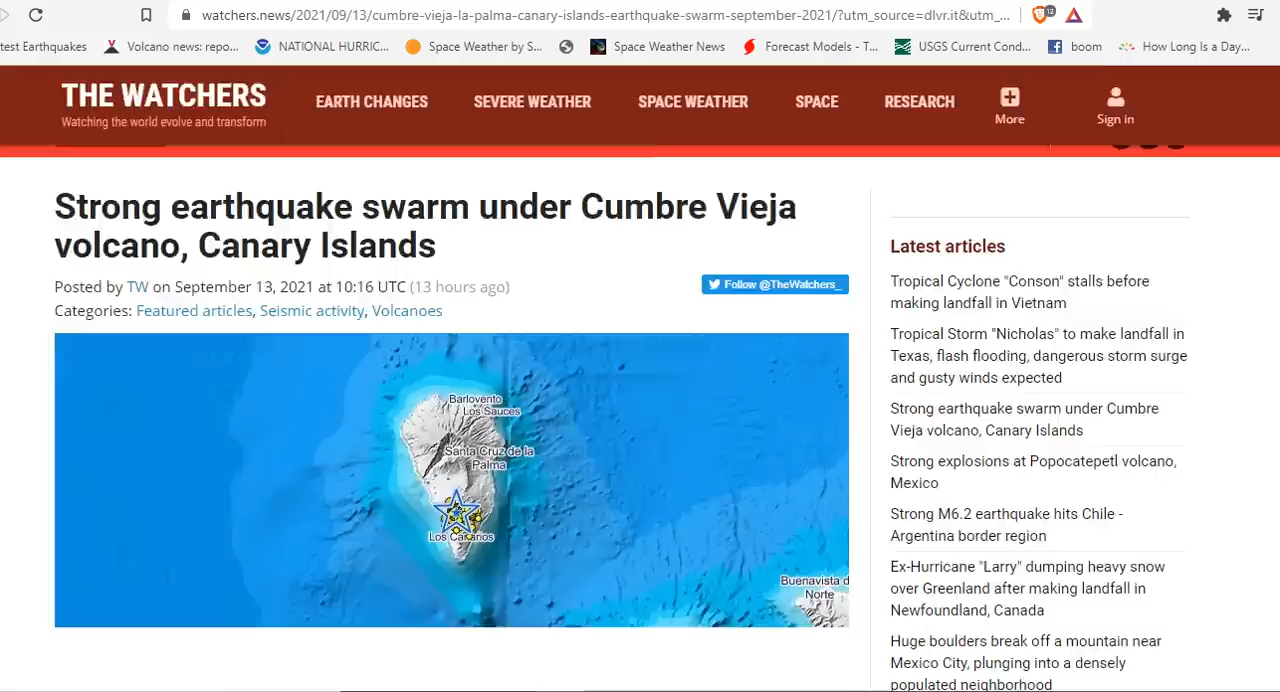 watchers.news/2021/09/13/cumbre-vieja-la-palma-canary-islands-earthquake-swarm-september-2021/?utm_source=dlvr.it&utm_...
12
test Earthquakes
Volcano news: repo...
NATIONAL HURRIC...
Space Weather by S...
Space Weather News
Forecast Models - T...
USGS Current Cond...
boom
How Long Is a Day...
THE WATCHERS
Watching the world evolve and transform
EARTH CHANGES
SEVERE WEATHER
SPACE WEATHER
SPACE
RESEARCH
More
Sign in
Strong earthquake swarm under Cumbre Vieja
volcano, Canary Islands
Posted by TW on September 13, 2021 at 10:16 UTC (13 hours ago)
Follow @TheWatchers_
Categories: Featured articles, Seismic activity, Volcanoes
Barlovento
Los Sauces
Santa Cruz de la
Palma
Los Canarios
Buenavista d
Norte
Latest articles
Tropical Cyclone "Conson" stalls before
making landfall in Vietnam
Tropical Storm "Nicholas" to make landfall in
Texas, flash flooding, dangerous storm surge
and gusty winds expected
Strong earthquake swarm under Cumbre
Vieja volcano, Canary Islands
Strong explosions at Popocatepetl volcano,
Mexico
Strong M6.2 earthquake hits Chile -
Argentina border region
Ex-Hurricane "Larry" dumping heavy snow
over Greenland after making landfall in
Newfoundland, Canada
Huge boulders break off a mountain near
Mexico City, plunging into a densely
populated neighborhood